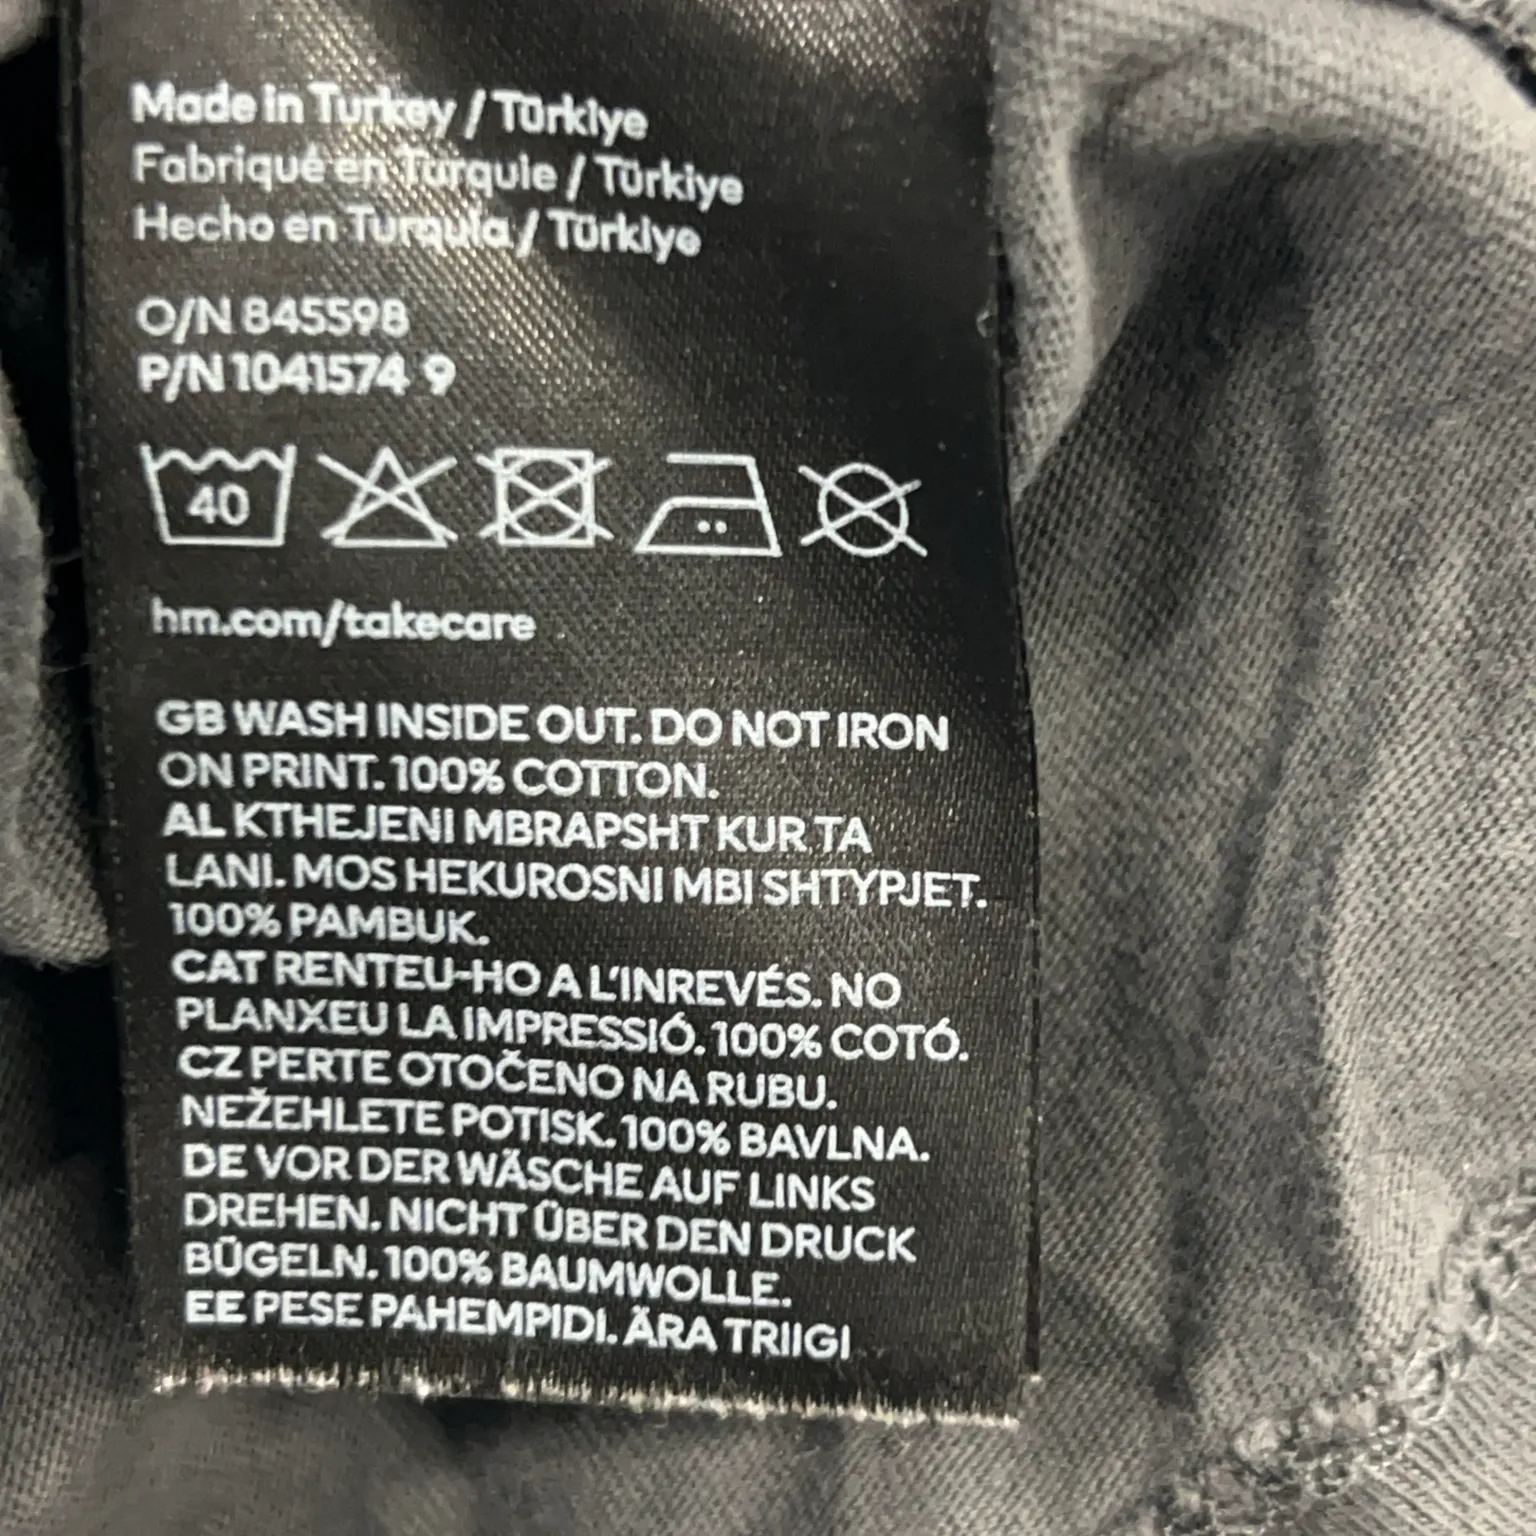 Made in Turkey / Türkiye
Fabriqué en Turquie / Türkiye
Hecho en Turquía / Türkiye
O/N 845598
P/N 1041574 9
40
hm.com/takecare
GB WASH INSIDE OUT. DO NOT IRON
ON PRINT. 100% COTTON.
AL KTHEJENI MBRAPSHT KUR TA
LANI. MOS HEKUROSNI MBI SHTYPJET.
100% PAMBUK.
CAT RENTEU-HO A L'INREVÉS. NO
PLANXEU LA IMPRESSIÓ. 100% COTÓ.
CZ PERTE OTOČENO NA RUBU.
NEŽEHLETE POTISK. 100% BAVLNA.
DE VOR DER WÄSCHE AUF LINKS
DREHEN. NICHT ÜBER DEN DRUCK
BÜGELN. 100% BAUMWOLLE.
EE PESE PAHEMPIDI. ÄRA TRIIGI